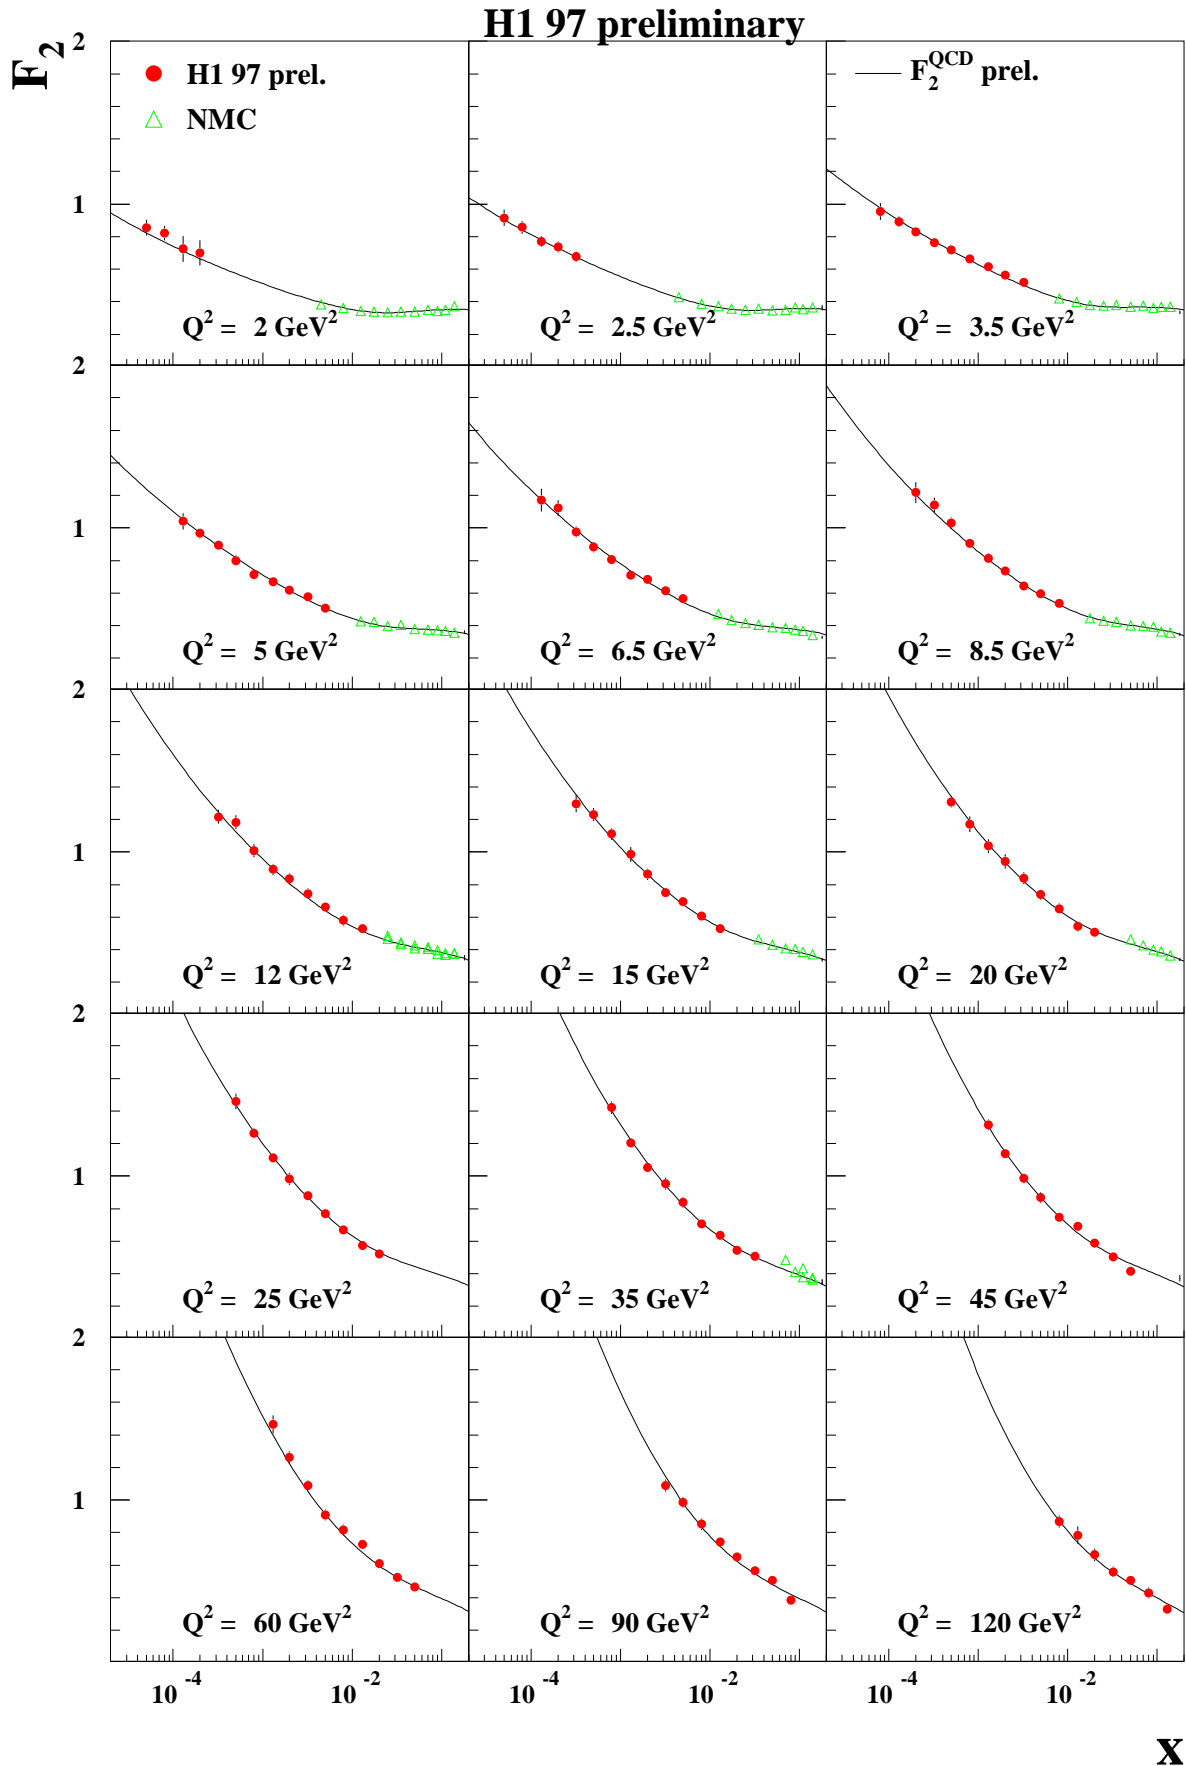 H1 97 preliminary
F₂
2
H1 97 prel.
F₂^QCD prel.
NMC
1
Q² = 2 GeV²
Q² = 2.5 GeV²
Q² = 3.5 GeV²
2
1
Q² = 5 GeV²
Q² = 6.5 GeV²
Q² = 8.5 GeV²
2
1
Q² = 12 GeV²
Q² = 15 GeV²
Q² = 20 GeV²
2
1
Q² = 25 GeV²
Q² = 35 GeV²
Q² = 45 GeV²
2
1
Q² = 60 GeV²
Q² = 90 GeV²
Q² = 120 GeV²
10⁻⁴ 10⁻² 10⁻⁴ 10⁻² 10⁻⁴ 10⁻²
x